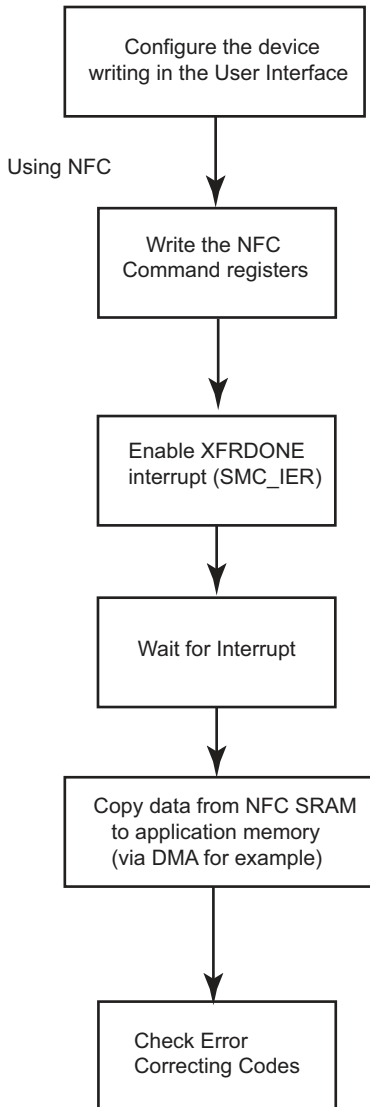 Configure the device
writing in the User Interface
Using NFC
Write the NFC
Command registers
Enable XFRDONE
interrupt (SMC_IER)
Wait for Interrupt
Copy data from NFC SRAM
to application memory
(via DMA for example)
Check Error
Correcting Codes